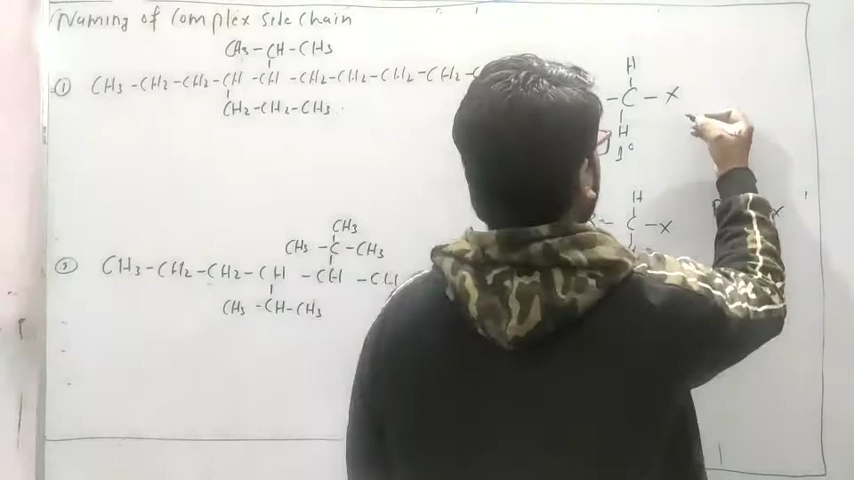 Naming of Complex side chain
CH3 - CH - CH3
① CH3 - CH2 - CH2 - CH - CH - CH2 - CH2 - CH2 - CH2 -
CH2 - CH2 - CH3
CH3
CH3 - C - CH3
② CH3 - CH2 - CH2 - CH - CH - CH
CH3 - CH - CH3
H
- C - X
H
1°
H
- C - X